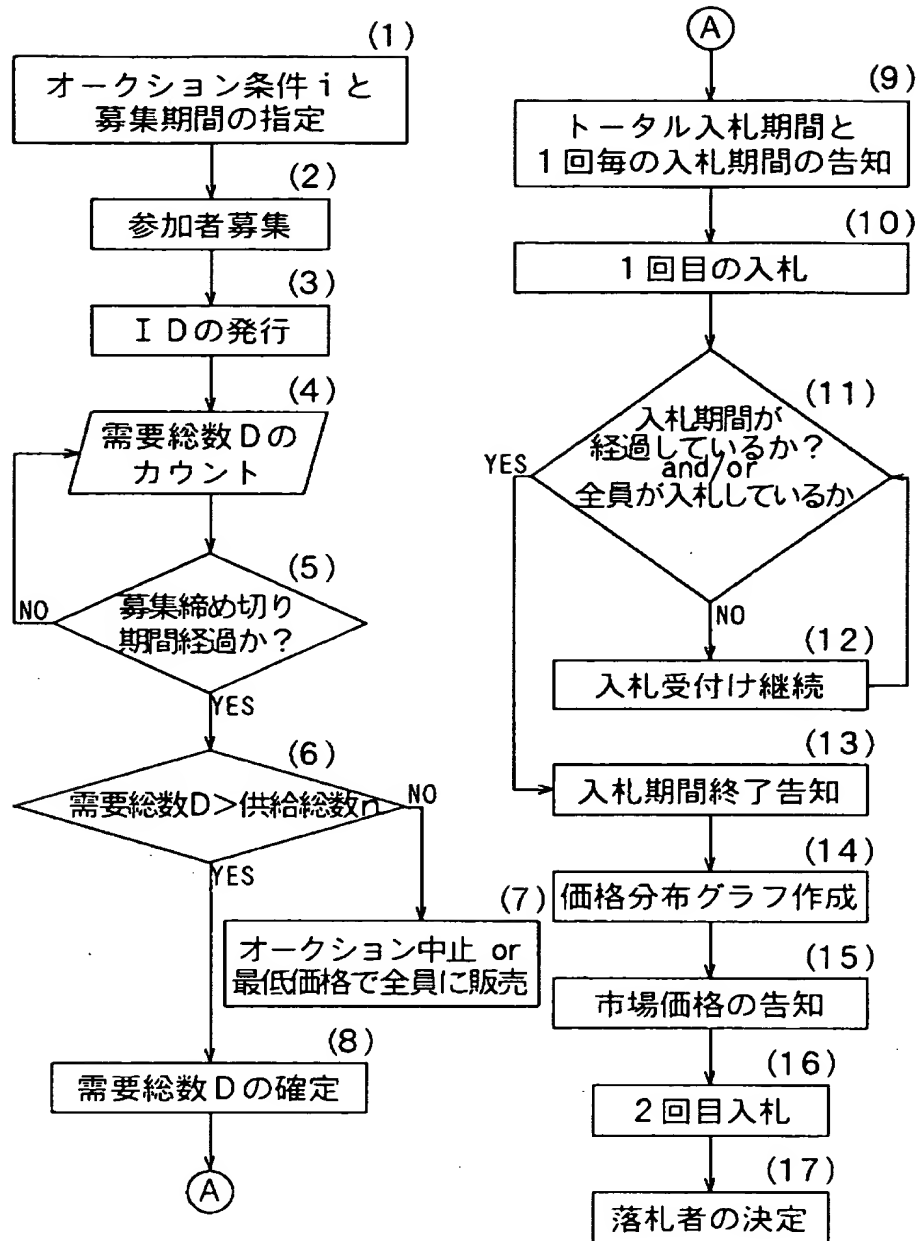 (1)
オークション条件ｉと
募集期間の指定
(2)
参加者募集
(3)
ＩＤの発行
(4)
需要総数Ｄの
カウント
(5)
募集締め切り
期間経過か？
NO
YES
(6)
需要総数D＞供給総数n
NO
YES
(7)
オークション中止 or
最低価格で全員に販売
(8)
需要総数Ｄの確定
A
A
(9)
トータル入札期間と
１回毎の入札期間の告知
(10)
１回目の入札
(11)
入札期間が
経過しているか？
and/or
全員が入札しているか
YES
NO
(12)
入札受付け継続
(13)
入札期間終了告知
(14)
価格分布グラフ作成
(15)
市場価格の告知
(16)
２回目入札
(17)
落札者の決定